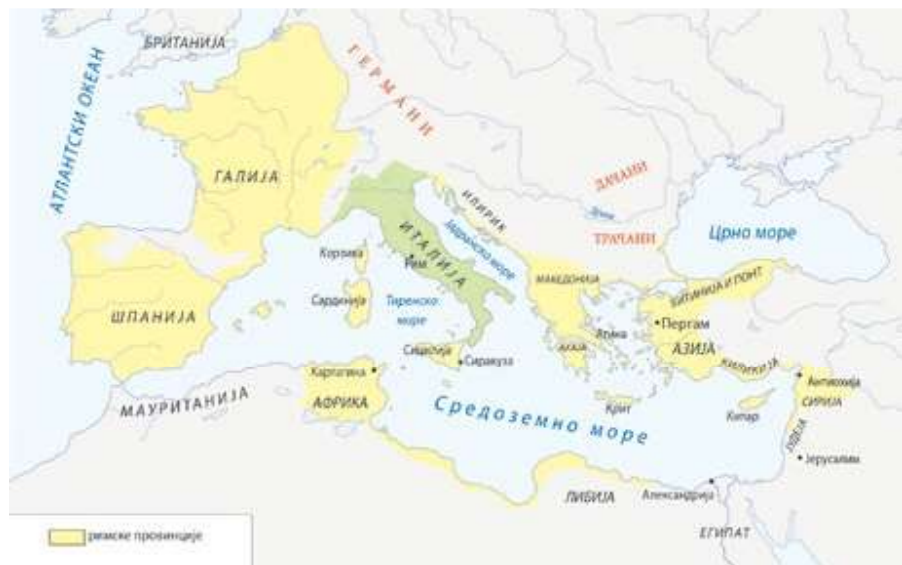 БРИТАНИЈА
АТЛАНТСКИ ОКЕАН
ГЕРМАНИ
ГАЛИЈА
ДАЧАНИ
ИЛИРИК
Дунав
ТРАЧАНИ
Црно море
Јадранско море
ИТАЛИЈА
Корзика
Рим
МАКЕДОНИЈА
БИТИНИЈА И ПОНТ
Сардинија
Тиренско
море
ШПАНИЈА
Пергам
Атика
АЗИЈА
АХАЈА
Сицилија
Сиракуза
КИЛИКИЈА
Картагина
Антиохија
МАУРИТАНИЈА
АФРИКА
Средоземно море
Крит
Кипар
СИРИЈА
ЈУДЕЈА
Јерусалим
ЛИБИЈА
Александрија
ЕГИПАТ
римске провинције